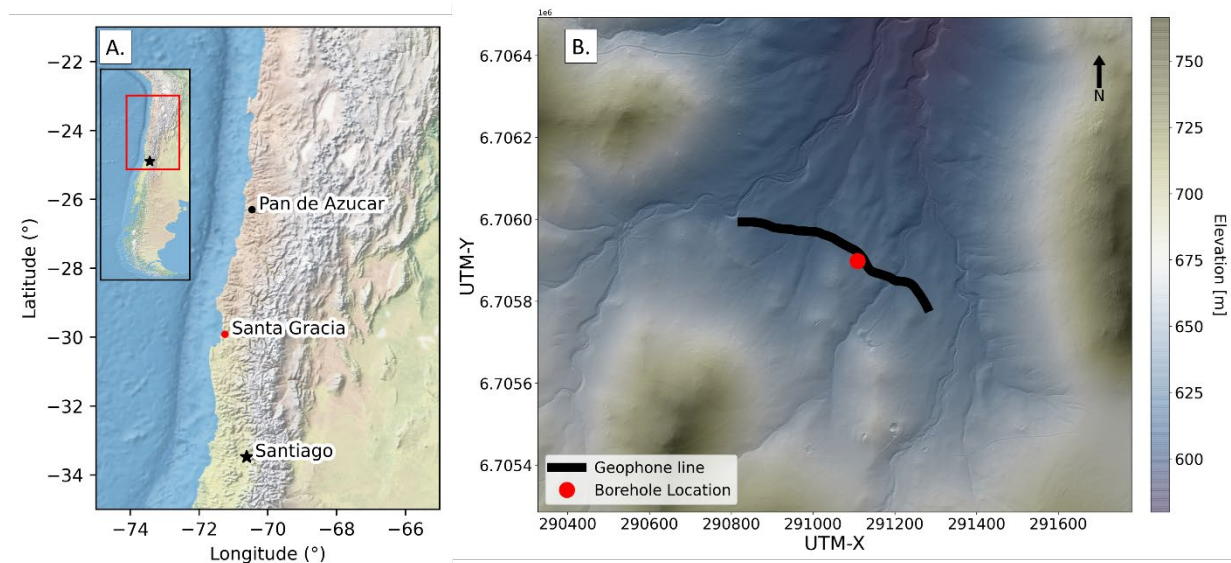 A.
−22
−24
−26
−28
−30
−32
−34
Latitude (°)
Pan de Azucar
Santa Gracia
Santiago
−74
−72
−70
−68
−66
Longitude (°)
1e6
B.
N
6.7064
6.7062
6.7060
6.7058
6.7056
6.7054
UTM-Y
Geophone line
Borehole Location
290400
290600
290800
291000
291200
291400
291600
UTM-X
750
725
700
675
650
625
600
Elevation [m]